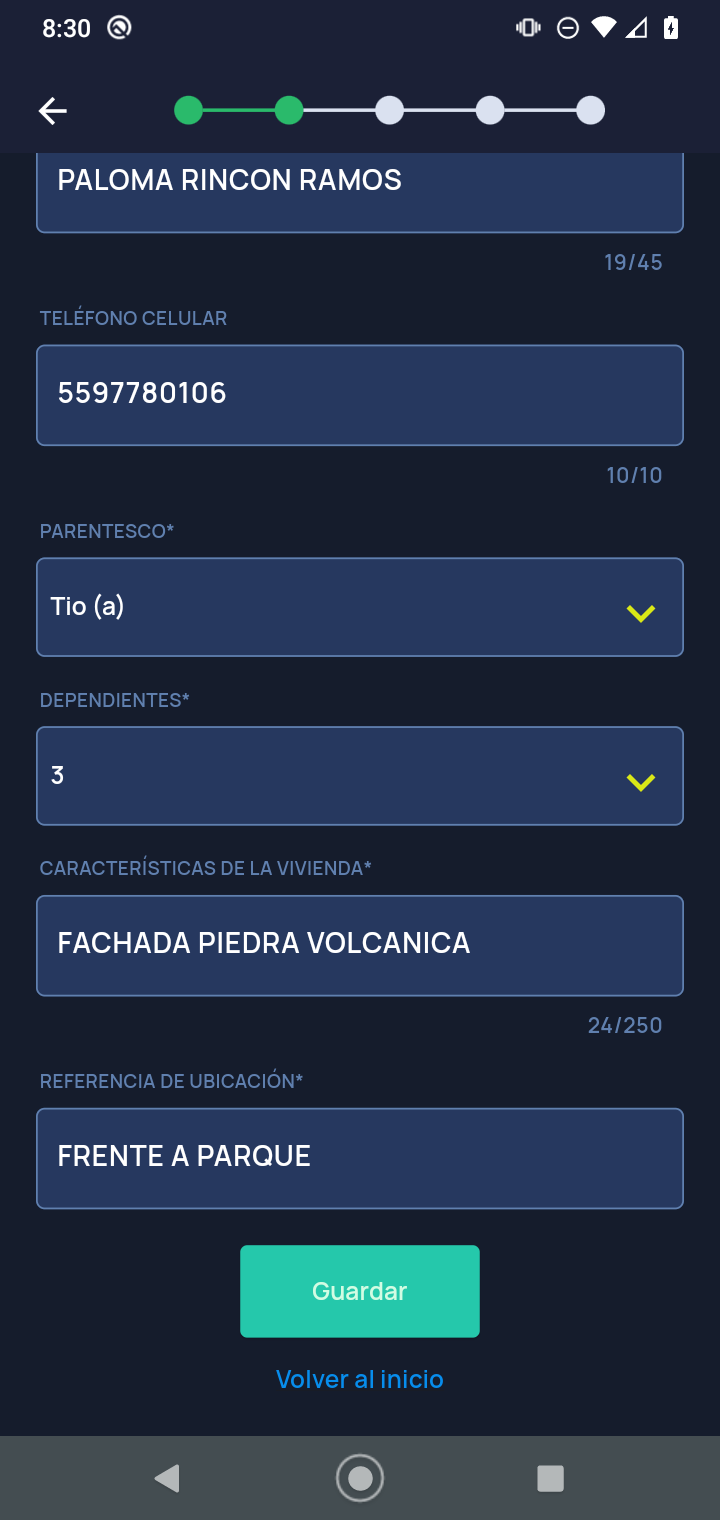 8:30
PALOMA RINCON RAMOS
19/45
TELÉFONO CELULAR
5597780106
10/10
PARENTESCO*
Tio (a)
DEPENDIENTES*
3
CARACTERÍSTICAS DE LA VIVIENDA*
FACHADA PIEDRA VOLCANICA
24/250
REFERENCIA DE UBICACIÓN*
FRENTE A PARQUE
Guardar
Volver al inicio